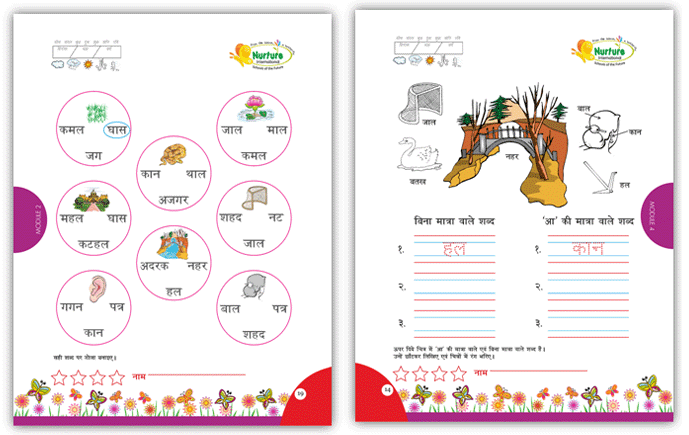 Nurture
International
Schools of the Future
कमल घास
जग
जाल माल
कमल
कान थाल
अजगर
महल घास
कटहल
शहद नट
जाल
अदरक नहर
हल
गगन पत्र
कान
बाल पत्र
शहद
सही शब्द पर गोला बनाइए।
नाम
MODULE 2
19
Nurture
International
Schools of the Future
जाल
बाल
कान
नहर
बतख
हल
बिना मात्रा वाले शब्द
'आ' की मात्रा वाले शब्द
१. हल
१. कान
२.
२.
३.
३.
ऊपर दिये चित्र में 'आ' की मात्रा वाले एवं बिना मात्रा वाले शब्द हैं।
उन्हें छाँटकर लिखिए एवं चित्रों में रंग भरिए।
नाम
MODULE 4
14